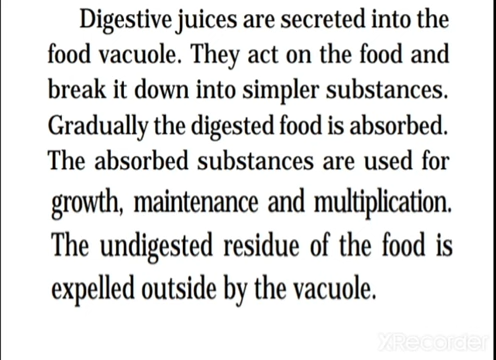 Digestive juices are secreted into the
food vacuole. They act on the food and
break it down into simpler substances.
Gradually the digested food is absorbed.
The absorbed substances are used for
growth, maintenance and multiplication.
The undigested residue of the food is
expelled outside by the vacuole.
XRecorder